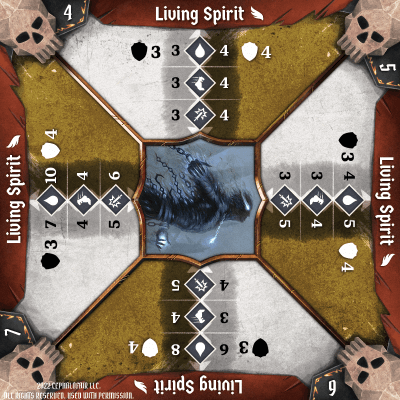 4
Living Spirit
3 3 4 4
3 4
3 4
5
Living Spirit
3 4 5 4
3 4
3 5
6
Living Spirit
3 6 8 4
3 4
4 5
7
Living Spirit
3 7 10 4
4 4
5 6
2022 CEPHALOFAIR LLC.
ALL RIGHTS RESERVED. USED WITH PERMISSION.